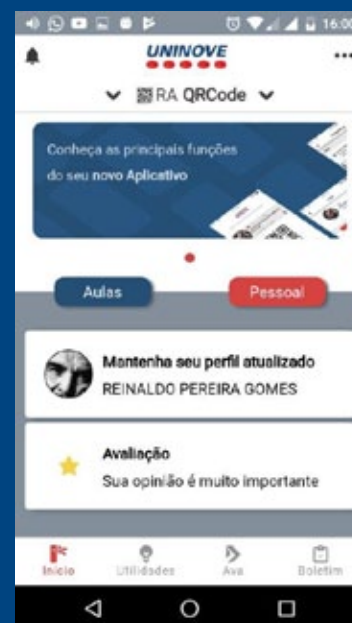 16:00
UNINOVE
RA QRCode
Conheça as principais funções
do seu novo Aplicativo
Aulas
Pessoal
Mantenha seu perfil atualizado
REINALDO PEREIRA GOMES
Avaliação
Sua opinião é muito importante
Início Utilidades Ava Boletim